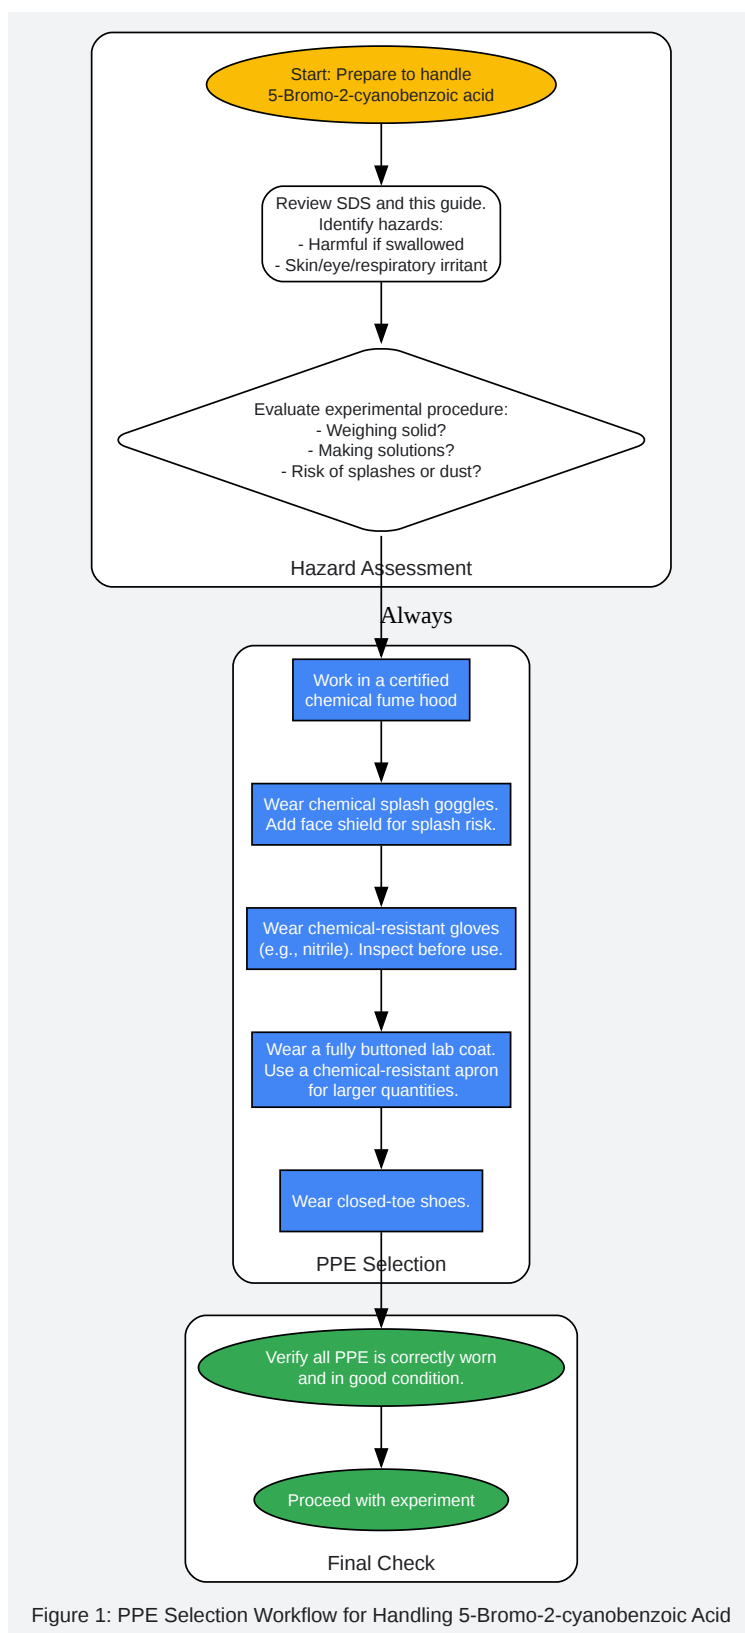 Start: Prepare to handle
5-Bromo-2-cyanobenzoic acid
Review SDS and this guide.
Identify hazards:
- Harmful if swallowed
- Skin/eye/respiratory irritant
Evaluate experimental procedure:
- Weighing solid?
- Making solutions?
- Risk of splashes or dust?
Hazard Assessment
Always
Work in a certified
chemical fume hood
Wear chemical splash goggles.
Add face shield for splash risk.
Wear chemical-resistant gloves
(e.g., nitrile). Inspect before use.
Wear a fully buttoned lab coat.
Use a chemical-resistant apron
for larger quantities.
Wear closed-toe shoes.
PPE Selection
Verify all PPE is correctly worn
and in good condition.
Proceed with experiment
Final Check
Figure 1: PPE Selection Workflow for Handling 5-Bromo-2-cyanobenzoic Acid